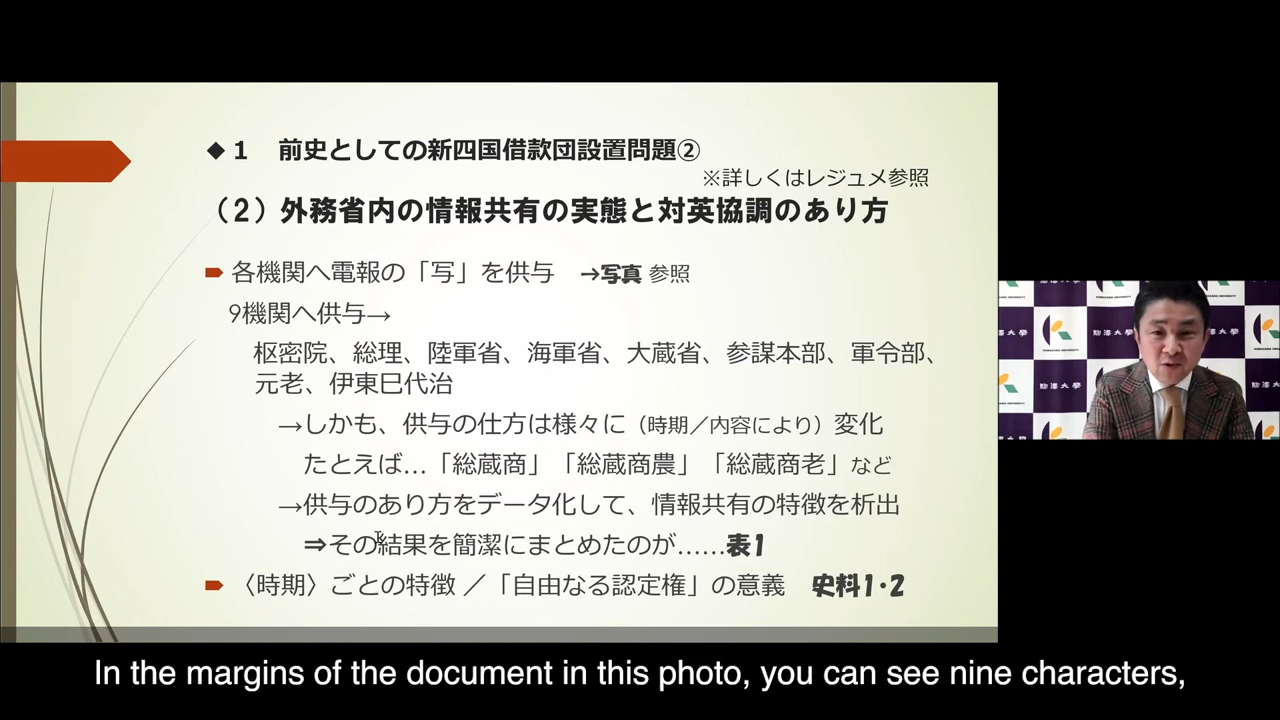 ◆1 前史としての新四国借款団設置問題②
※詳しくはレジュメ参照
（2）外務省内の情報共有の実態と対英協調のあり方
各機関へ電報の「写」を供与 →写真 参照
9機関へ供与→
枢密院、総理、陸軍省、海軍省、大蔵省、参謀本部、軍令部、
元老、伊東巳代治
→しかも、供与の仕方は様々に（時期／内容により）変化
たとえば…「総蔵商」「総蔵商農」「総蔵商老」など
→供与のあり方をデータ化して、情報共有の特徴を析出
⇒その結果を簡潔にまとめたのが……表1
〈時期〉ごとの特徴 ／「自由なる認定権」の意義 史料1・2
駒澤大學
KOMAZAWA UNIVERSITY
In the margins of the document in this photo, you can see nine characters,